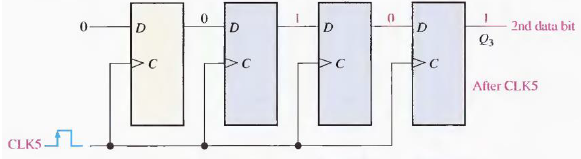 0 D 0 D 1 D 0 D 1 2nd data bit
Q3
C C C C
After CLK5
CLK5